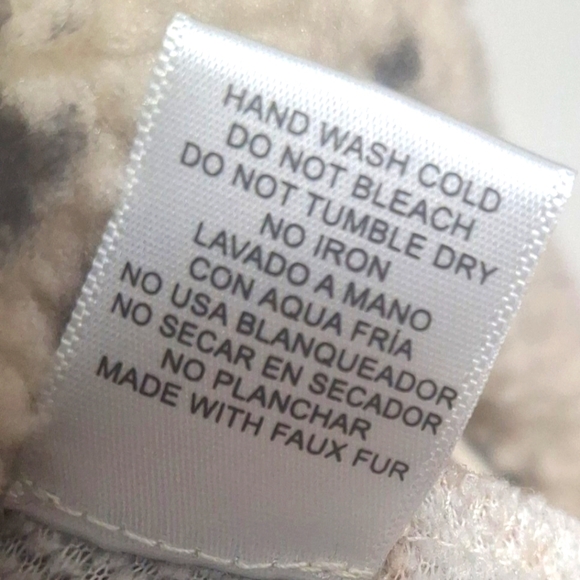 HAND WASH COLD
DO NOT BLEACH
DO NOT TUMBLE DRY
NO IRON
LAVADO A MANO
CON AQUA FRÍA
NO USA BLANQUEADOR
NO SECAR EN SECADOR
NO PLANCHAR
MADE WITH FAUX FUR